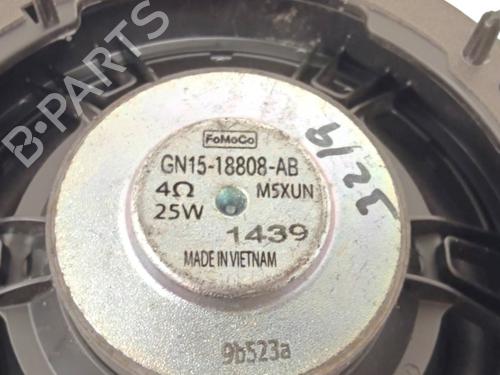 FoMoCo
GN15-18808-AB
4Ω M5XUN
25W
1439
MADE IN VIETNAM
9b523a
B-PARTS